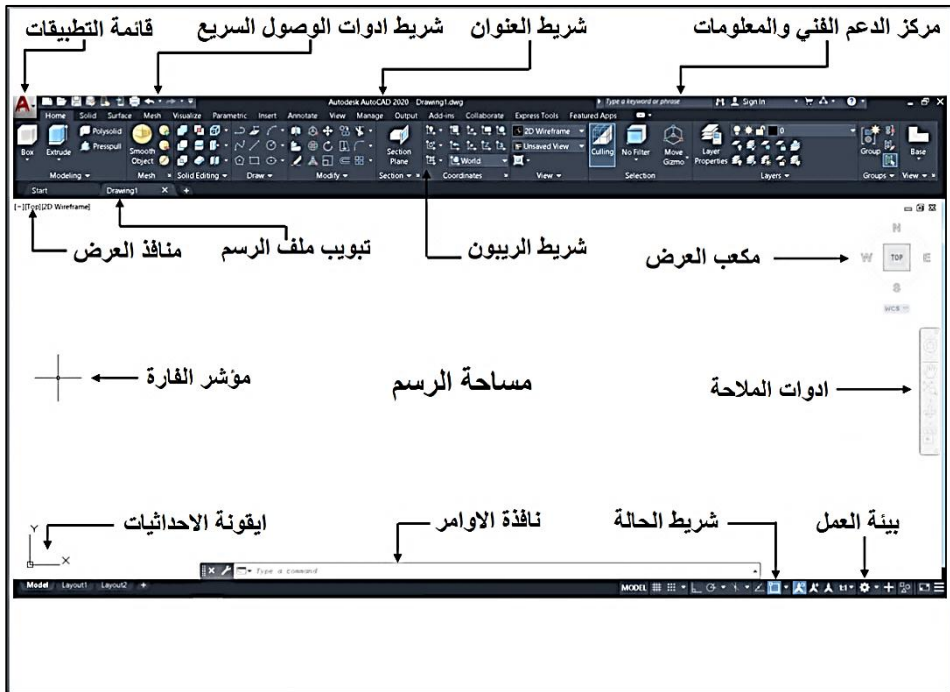 قائمة التطبيقات شريط ادوات الوصول السريع شريط العنوان مركز الدعم الفني والمعلومات
Autodesk AutoCAD 2020 Drawing1.dwg Type a keyword or phrase Sign In
Home Solid Surface Mesh Visualize Parametric Insert Annotate View Manage Output Add-ins Collaborate Express Tools Featured Apps
Box Extrude Polysolid Presspull Smooth Object Section Plane 2D Wireframe Unsaved View World Culling No Filter Move Gizmo Layer Properties 0 Group Base
Modeling Mesh Solid Editing Draw Modify Section Coordinates View Selection Layers Groups View
Start Drawing1
[-][Top][2D Wireframe]
منافذ العرض تبويب ملف الرسم شريط الريبون مكعب العرض
N
W TOP E
S
WCS
مؤشر الفارة مساحة الرسم ادوات الملاحة
ايقونة الاحداثيات نافذة الاوامر شريط الحالة بيئة العمل
Y
X
Type a command
Model Layout1 Layout2 + MODEL 1:1